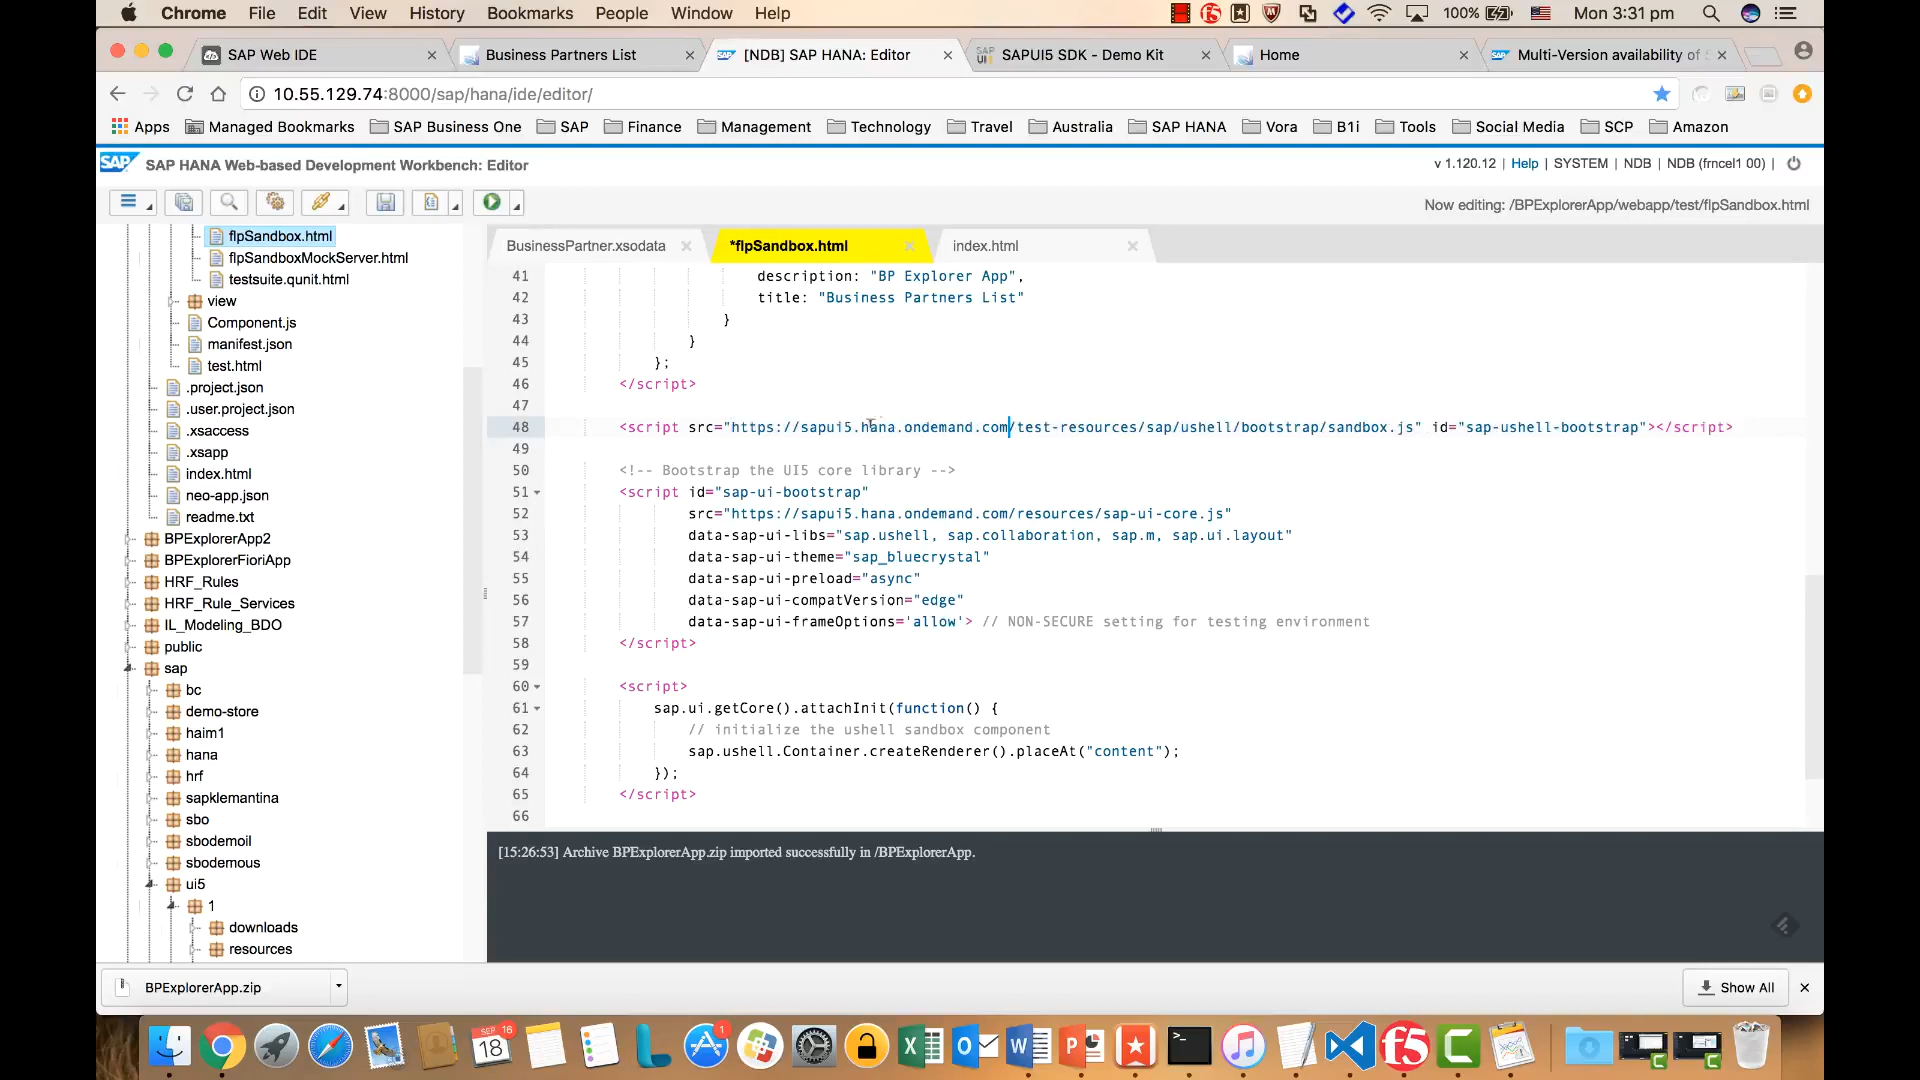 Chrome File Edit View History Bookmarks People Window Help 100% Mon 3:31 pm
SAP Web IDE Business Partners List [NDB] SAP HANA: Editor SAPUI5 SDK - Demo Kit Home Multi-Version availability of S
10.55.129.74:8000/sap/hana/ide/editor/
Apps Managed Bookmarks SAP Business One SAP Finance Management Technology Travel Australia SAP HANA Vora B1i Tools Social Media SCP Amazon
SAP SAP HANA Web-based Development Workbench: Editor v 1.120.12 | Help | SYSTEM | NDB | NDB (frncel1 00) |
Now editing: /BPExplorerApp/webapp/test/flpSandbox.html
flpSandbox.html
flpSandboxMockServer.html
testsuite.qunit.html
view
Component.js
manifest.json
test.html
.project.json
.user.project.json
.xsaccess
.xsapp
index.html
neo-app.json
readme.txt
BPExplorerApp2
BPExplorerFioriApp
HRF_Rules
HRF_Rule_Services
IL_Modeling_BDO
public
sap
bc
demo-store
haim1
hana
hrf
sapklemantina
sbo
sbodemoil
sbodemous
ui5
1
downloads
resources
BusinessPartner.xsodata *flpSandbox.html index.html
41 description: "BP Explorer App",
42 title: "Business Partners List"
43 }
44 }
45 };
46 </script>
47
48 <script src="https://sapui5.hana.ondemand.com/test-resources/sap/ushell/bootstrap/sandbox.js" id="sap-ushell-bootstrap"></script>
49
50 <!-- Bootstrap the UI5 core library -->
51 <script id="sap-ui-bootstrap"
52 src="https://sapui5.hana.ondemand.com/resources/sap-ui-core.js"
53 data-sap-ui-libs="sap.ushell, sap.collaboration, sap.m, sap.ui.layout"
54 data-sap-ui-theme="sap_bluecrystal"
55 data-sap-ui-preload="async"
56 data-sap-ui-compatVersion="edge"
57 data-sap-ui-frameOptions='allow'> // NON-SECURE setting for testing environment
58 </script>
59
60 <script>
61 sap.ui.getCore().attachInit(function() {
62 // initialize the ushell sandbox component
63 sap.ushell.Container.createRenderer().placeAt("content");
64 });
65 </script>
66
[15:26:53] Archive BPExplorerApp.zip imported successfully in /BPExplorerApp.
BPExplorerApp.zip Show All
SEP 18 16 1